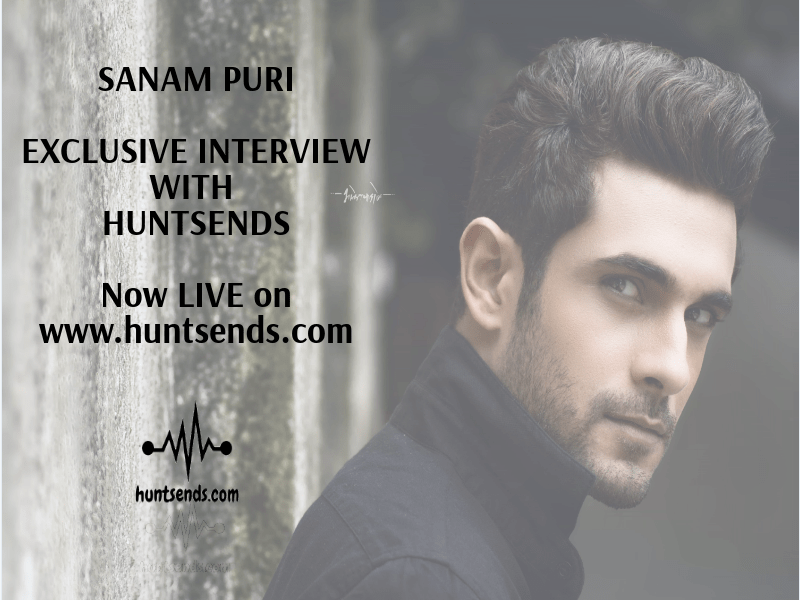 SANAM PURI
EXCLUSIVE INTERVIEW
WITH
HUNTSENDS
Now LIVE on
www.huntsends.com
huntsends.com